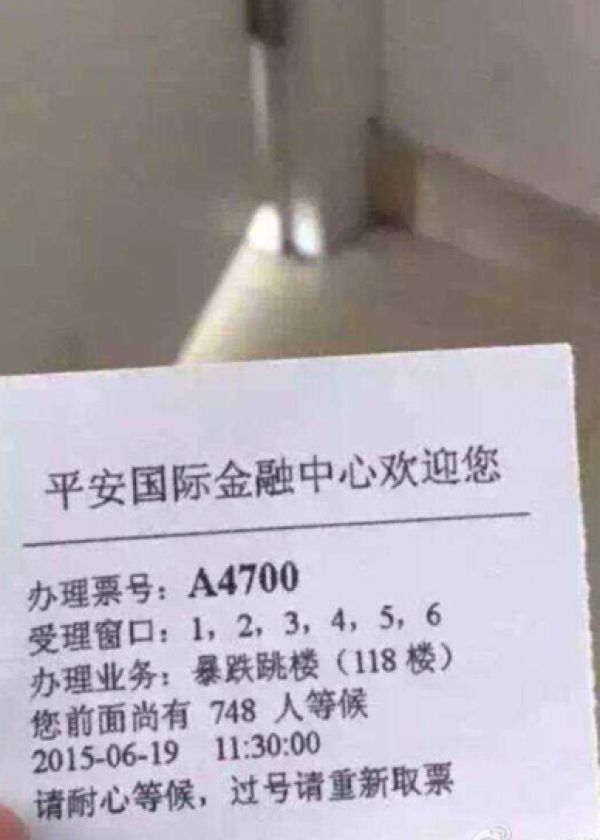 平安国际金融中心欢迎您
办理票号：A4700
受理窗口：1，2，3，4，5，6
办理业务：暴跌跳楼（118 楼）
您前面尚有 748 人等候
2015-06-19 11:30:00
请耐心等候，过号请重新取票